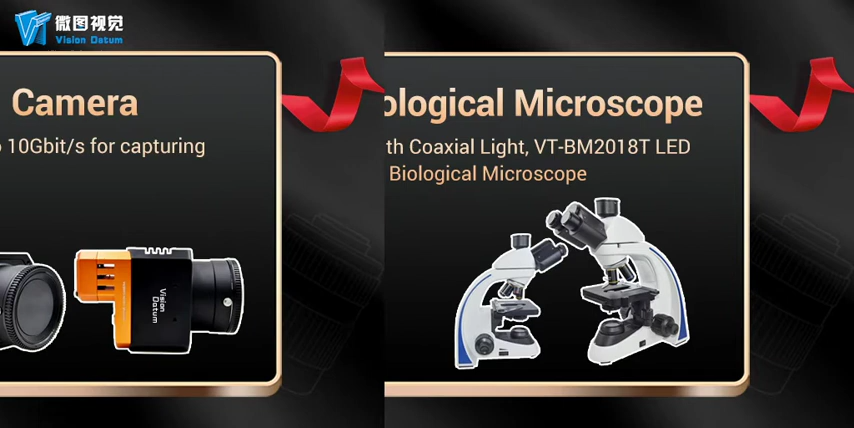 微图视觉
Vision Datum
Camera
10Gbit/s for capturing
Vision
Datum
ological Microscope
th Coaxial Light, VT-BM2018T LED
Biological Microscope